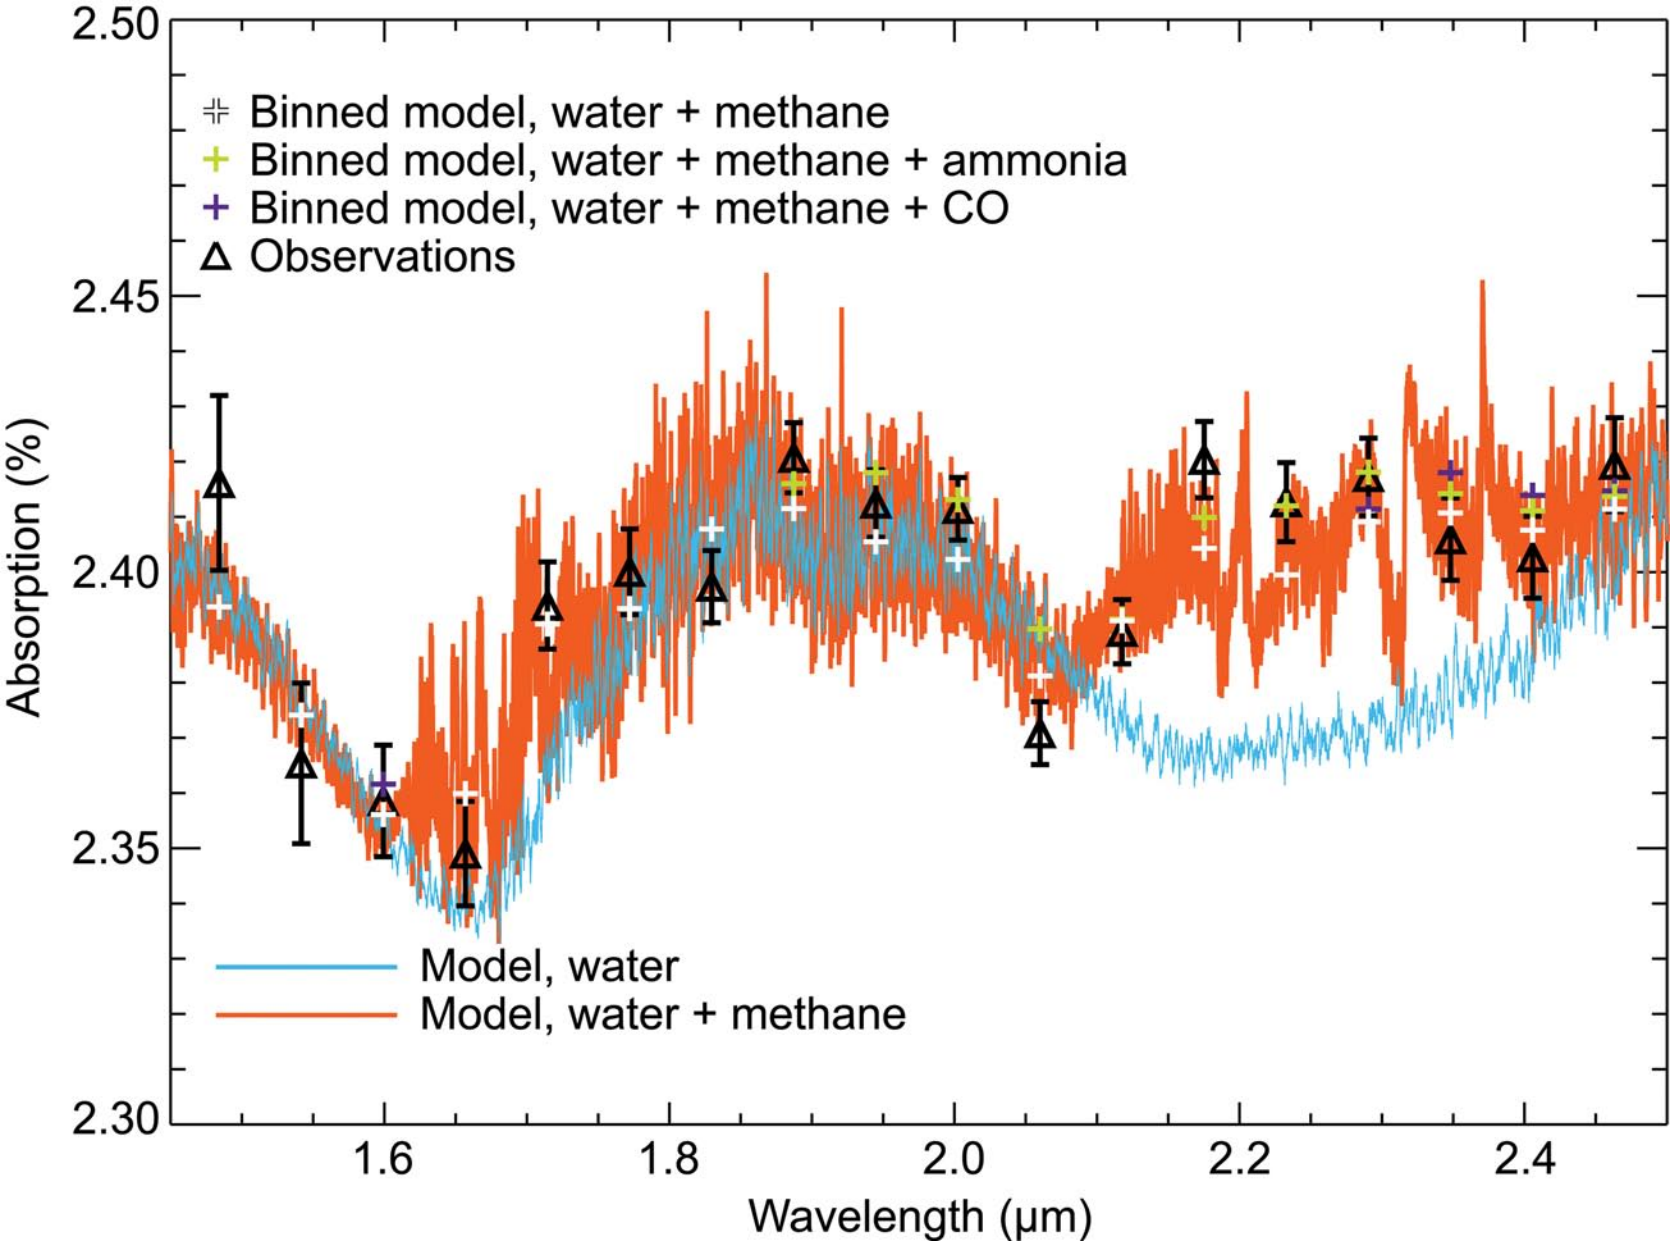 2.50
Binned model, water + methane
Binned model, water + methane + ammonia
Binned model, water + methane + CO
Observations
2.45
Absorption (%)
2.40
2.35
Model, water
Model, water + methane
2.30
1.6 1.8 2.0 2.2 2.4
Wavelength (μm)